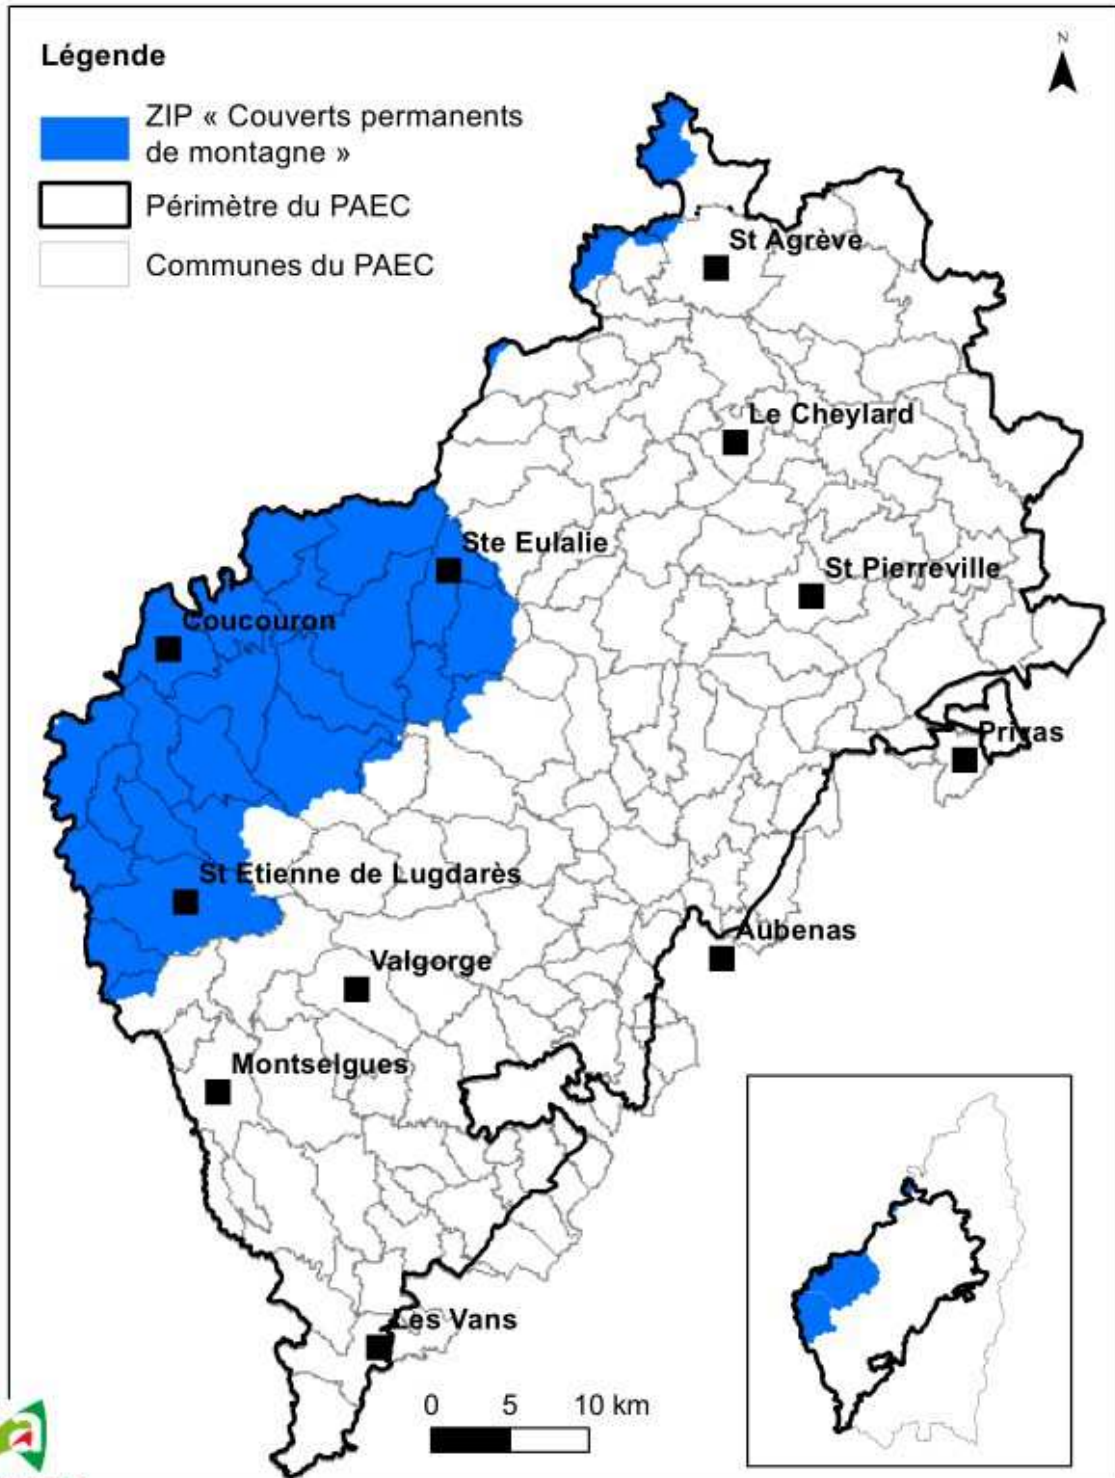 Légende
ZIP « Couverts permanents
de montagne »
Périmètre du PAEC
Communes du PAEC
N
St Agrève
Le Cheylard
Ste Eulalie
St Pierreville
Coucouron
Privas
St Etienne de Lugdarès
Aubenas
Valgorge
Montselgues
Les Vans
0 5 10 km